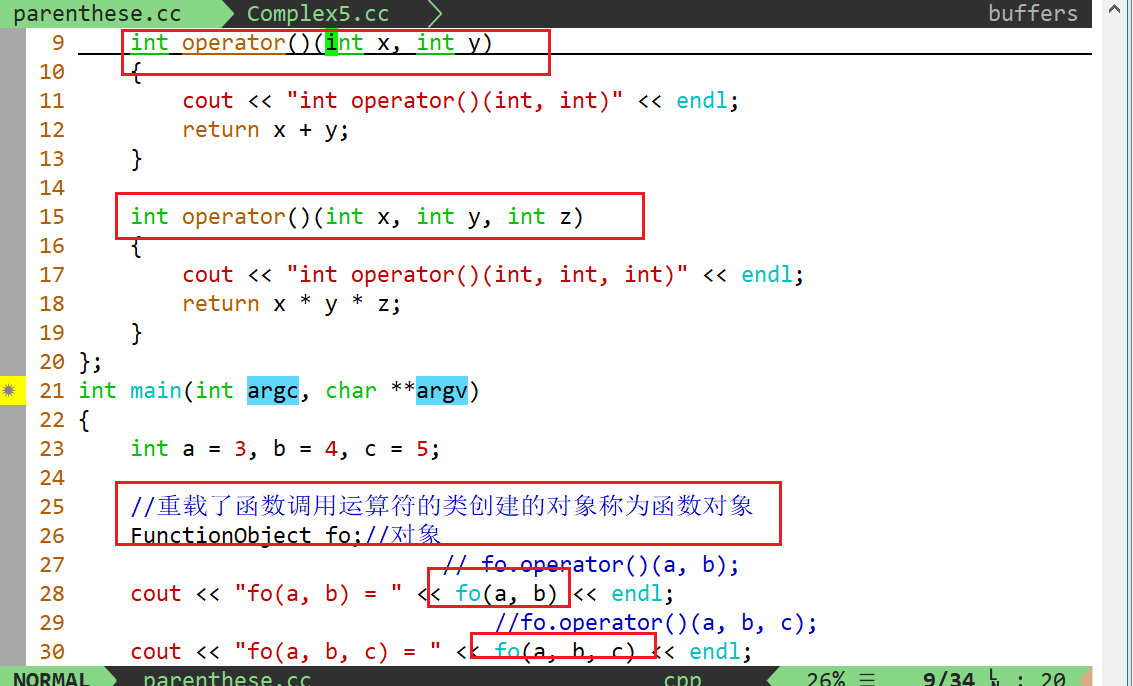 parenthese.cc Complex5.cc buffers
9 int operator()(int x, int y)
10 {
11 cout << "int operator()(int, int)" << endl;
12 return x + y;
13 }
14
15 int operator()(int x, int y, int z)
16 {
17 cout << "int operator()(int, int, int)" << endl;
18 return x * y * z;
19 }
20 };
21 int main(int argc, char **argv)
22 {
23 int a = 3, b = 4, c = 5;
24
25 //重载了函数调用运算符的类创建的对象称为函数对象
26 FunctionObject fo;//对象
27 // fo.operator()(a, b);
28 cout << "fo(a, b) = " << fo(a, b) << endl;
29 //fo.operator()(a, b, c);
30 cout << "fo(a, b, c) = " << fo(a, b, c) << endl;
NORMAL parenthese.cc cpp 26% ☰ 9/34 ㏑ : 20